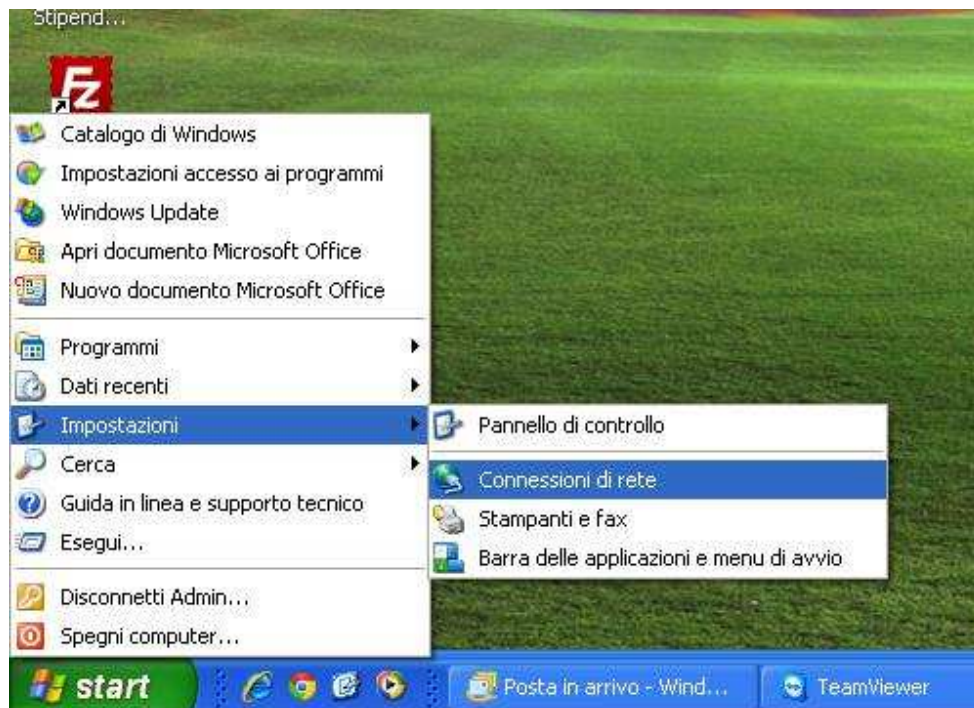 Stipend...
Fz
Catalogo di Windows
Impostazioni accesso ai programmi
Windows Update
Apri documento Microsoft Office
Nuovo documento Microsoft Office
Programmi
Dati recenti
Impostazioni
Cerca
Guida in linea e supporto tecnico
Esegui...
Disconnetti Admin...
Spegni computer...
Pannello di controllo
Connessioni di rete
Stampanti e fax
Barra delle applicazioni e menu di avvio
start
Posta in arrivo - Wind...
TeamViewer